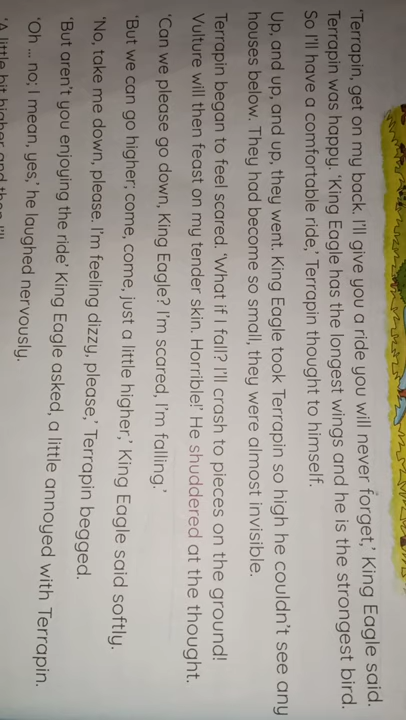 'Terrapin, get on my back. I'll give you a ride you will never forget,' King Eagle said.
Terrapin was happy. 'King Eagle has the longest wings and he is the strongest bird.
So I'll have a comfortable ride,' Terrapin thought to himself.
Up, and up, and up, they went. King Eagle took Terrapin so high he couldn't see any
houses below. They had become so small, they were almost invisible.
Terrapin began to feel scared. 'What if I fall? I'll crash to pieces on the ground!
Vulture will then feast on my tender skin. Horrible!' He shuddered at the thought.
'Can we please go down, King Eagle? I'm scared, I'm falling.'
'But we can go higher; come, come, just a little higher,' King Eagle said softly.
'No, take me down, please. I'm feeling dizzy, please,' Terrapin begged.
'But aren't you enjoying the ride' King Eagle asked, a little annoyed with Terrapin.
'Oh ... no; I mean, yes,' he laughed nervously.
'A little bit higher and then I'll